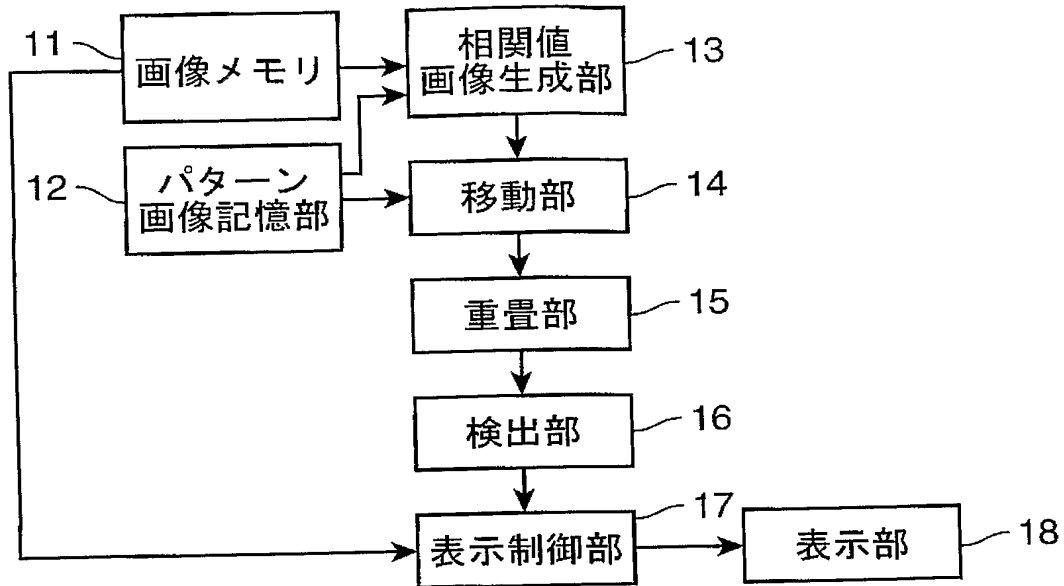 11
画像メモリ
相関値
画像生成部
13
12
パターン
画像記憶部
移動部
14
重畳部
15
検出部
16
17
表示制御部
表示部
18